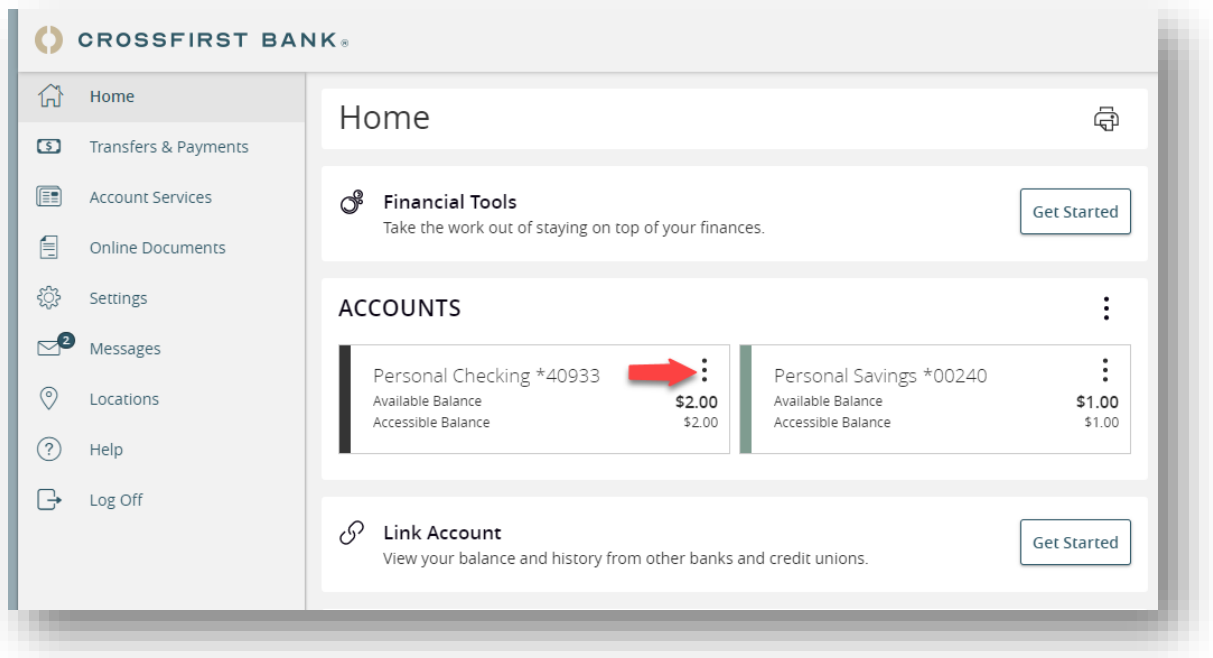 CROSSFIRST BANK®
Home
Transfers & Payments
Account Services
Online Documents
Settings
2
Messages
Locations
Help
Log Off
Home
Financial Tools
Take the work out of staying on top of your finances.
Get Started
ACCOUNTS
Personal Checking *40933
Available Balance $2.00
Accessible Balance $2.00
Personal Savings *00240
Available Balance $1.00
Accessible Balance $1.00
Link Account
View your balance and history from other banks and credit unions.
Get Started